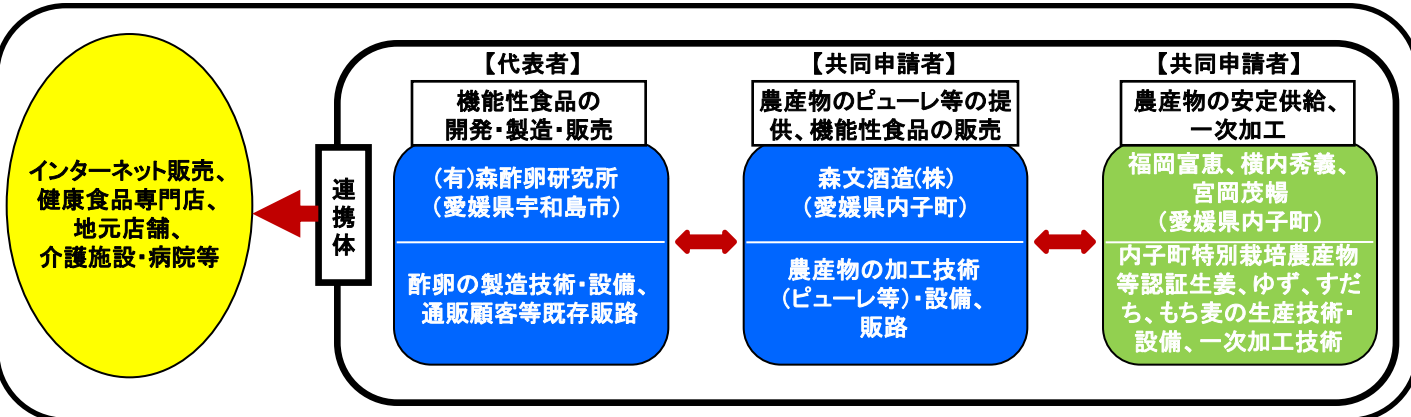 インターネット販売、
健康食品専門店、
地元店舗、
介護施設・病院等
連
携
体
【代表者】
機能性食品の
開発・製造・販売
(有)森酢卵研究所
(愛媛県宇和島市)
酢卵の製造技術・設備、
通販顧客等既存販路
【共同申請者】
農産物のピューレ等の提
供、機能性食品の販売
森文酒造(株)
(愛媛県内子町)
農産物の加工技術
(ピューレ等)・設備、
販路
【共同申請者】
農産物の安定供給、
一次加工
福岡富恵、横内秀義、
宮岡茂暢
(愛媛県内子町)
内子町特別栽培農産物
等認証生姜、ゆず、すだ
ち、もち麦の生産技術・
設備、一次加工技術